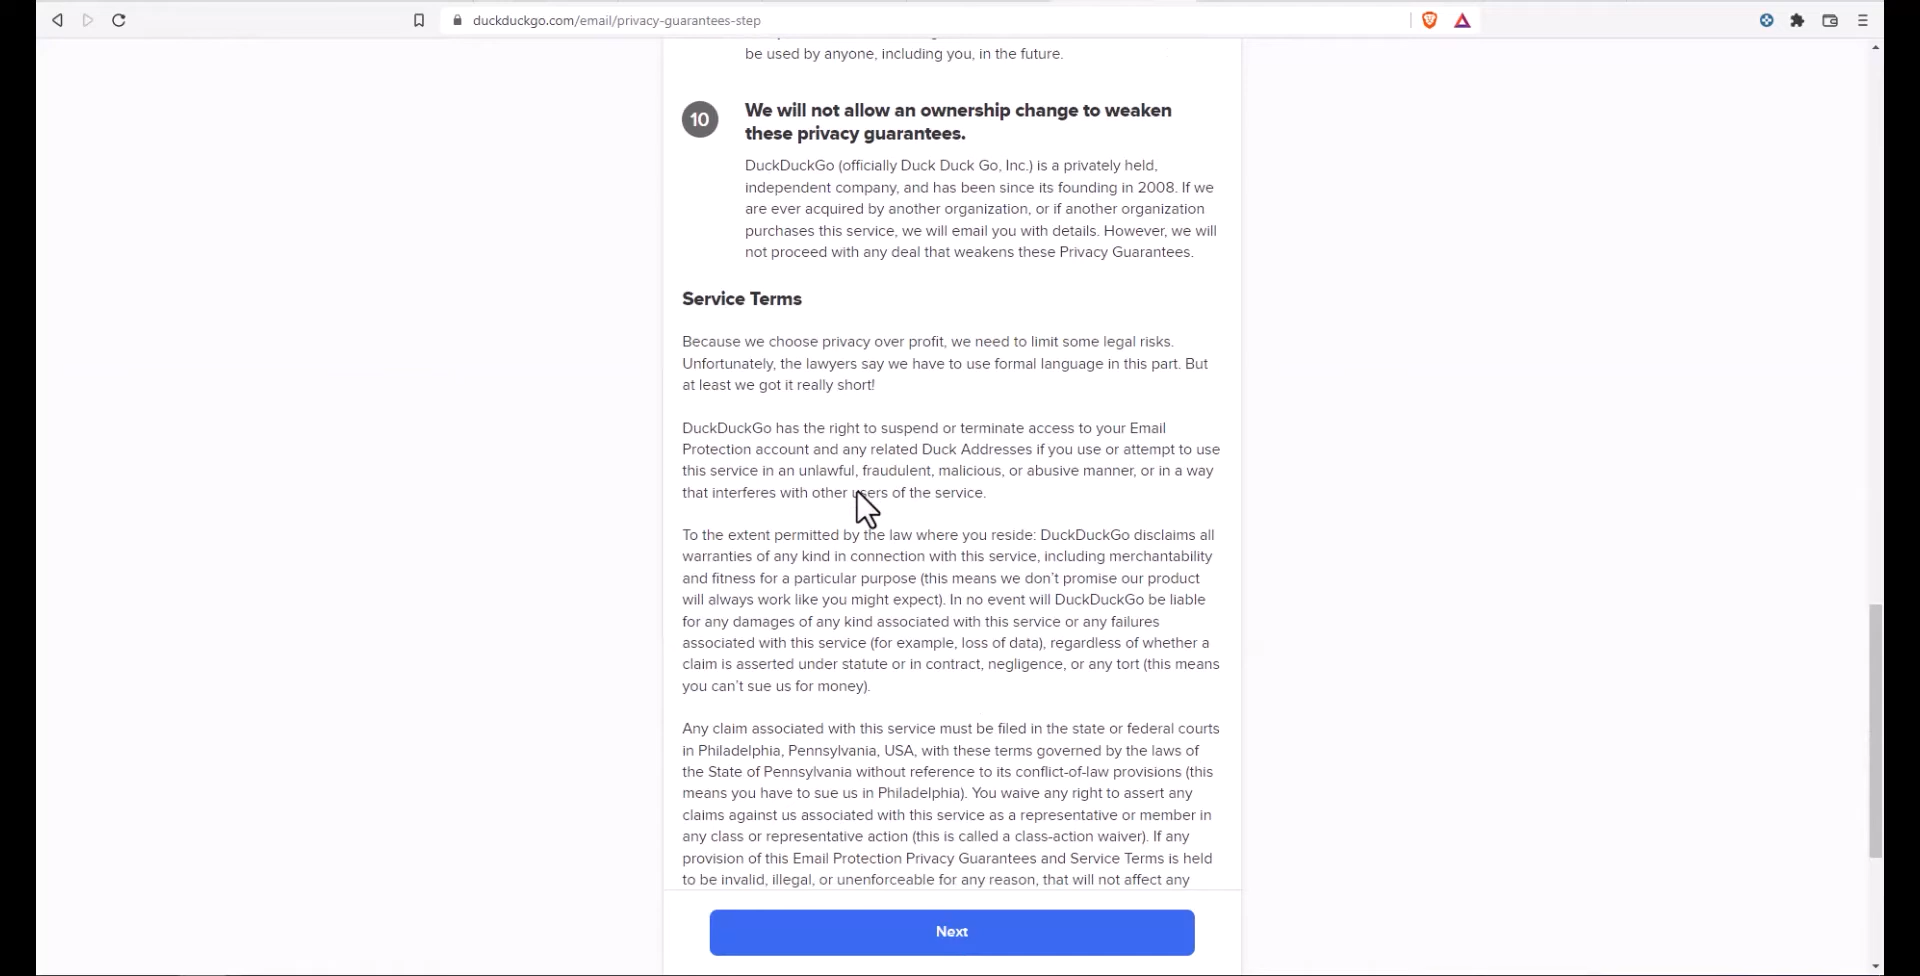 duckduckgo.com/email/privacy-guarantees-step
be used by anyone, including you, in the future.
10
We will not allow an ownership change to weaken
these privacy guarantees.
DuckDuckGo (officially Duck Duck Go, Inc.) is a privately held,
independent company, and has been since its founding in 2008. If we
are ever acquired by another organization, or if another organization
purchases this service, we will email you with details. However, we will
not proceed with any deal that weakens these Privacy Guarantees.
Service Terms
Because we choose privacy over profit, we need to limit some legal risks.
Unfortunately, the lawyers say we have to use formal language in this part. But
at least we got it really short!
DuckDuckGo has the right to suspend or terminate access to your Email
Protection account and any related Duck Addresses if you use or attempt to use
this service in an unlawful, fraudulent, malicious, or abusive manner, or in a way
that interferes with other users of the service.
To the extent permitted by the law where you reside: DuckDuckGo disclaims all
warranties of any kind in connection with this service, including merchantability
and fitness for a particular purpose (this means we don't promise our product
will always work like you might expect). In no event will DuckDuckGo be liable
for any damages of any kind associated with this service or any failures
associated with this service (for example, loss of data), regardless of whether a
claim is asserted under statute or in contract, negligence, or any tort (this means
you can't sue us for money).
Any claim associated with this service must be filed in the state or federal courts
in Philadelphia, Pennsylvania, USA, with these terms governed by the laws of
the State of Pennsylvania without reference to its conflict-of-law provisions (this
means you have to sue us in Philadelphia). You waive any right to assert any
claims against us associated with this service as a representative or member in
any class or representative action (this is called a class-action waiver). If any
provision of this Email Protection Privacy Guarantees and Service Terms is held
to be invalid, illegal, or unenforceable for any reason, that will not affect any
Next